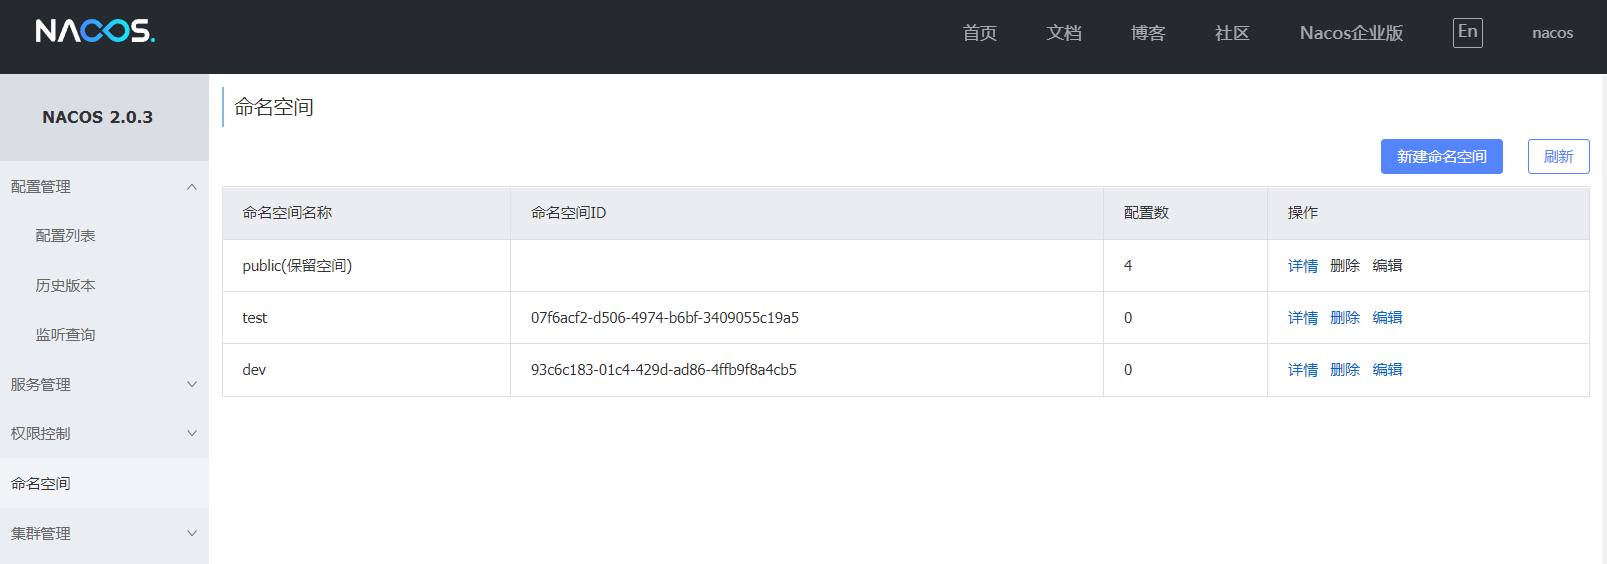 NACOS.
首页 文档 博客 社区 Nacos企业版 En nacos
NACOS 2.0.3
配置管理
配置列表
历史版本
监听查询
服务管理
权限控制
命名空间
集群管理
命名空间
新建命名空间 刷新
命名空间名称 命名空间ID 配置数 操作
public(保留空间) 4 详情 删除 编辑
test 07f6acf2-d506-4974-b6bf-3409055c19a5 0 详情 删除 编辑
dev 93c6c183-01c4-429d-ad86-4ffb9f8a4cb5 0 详情 删除 编辑